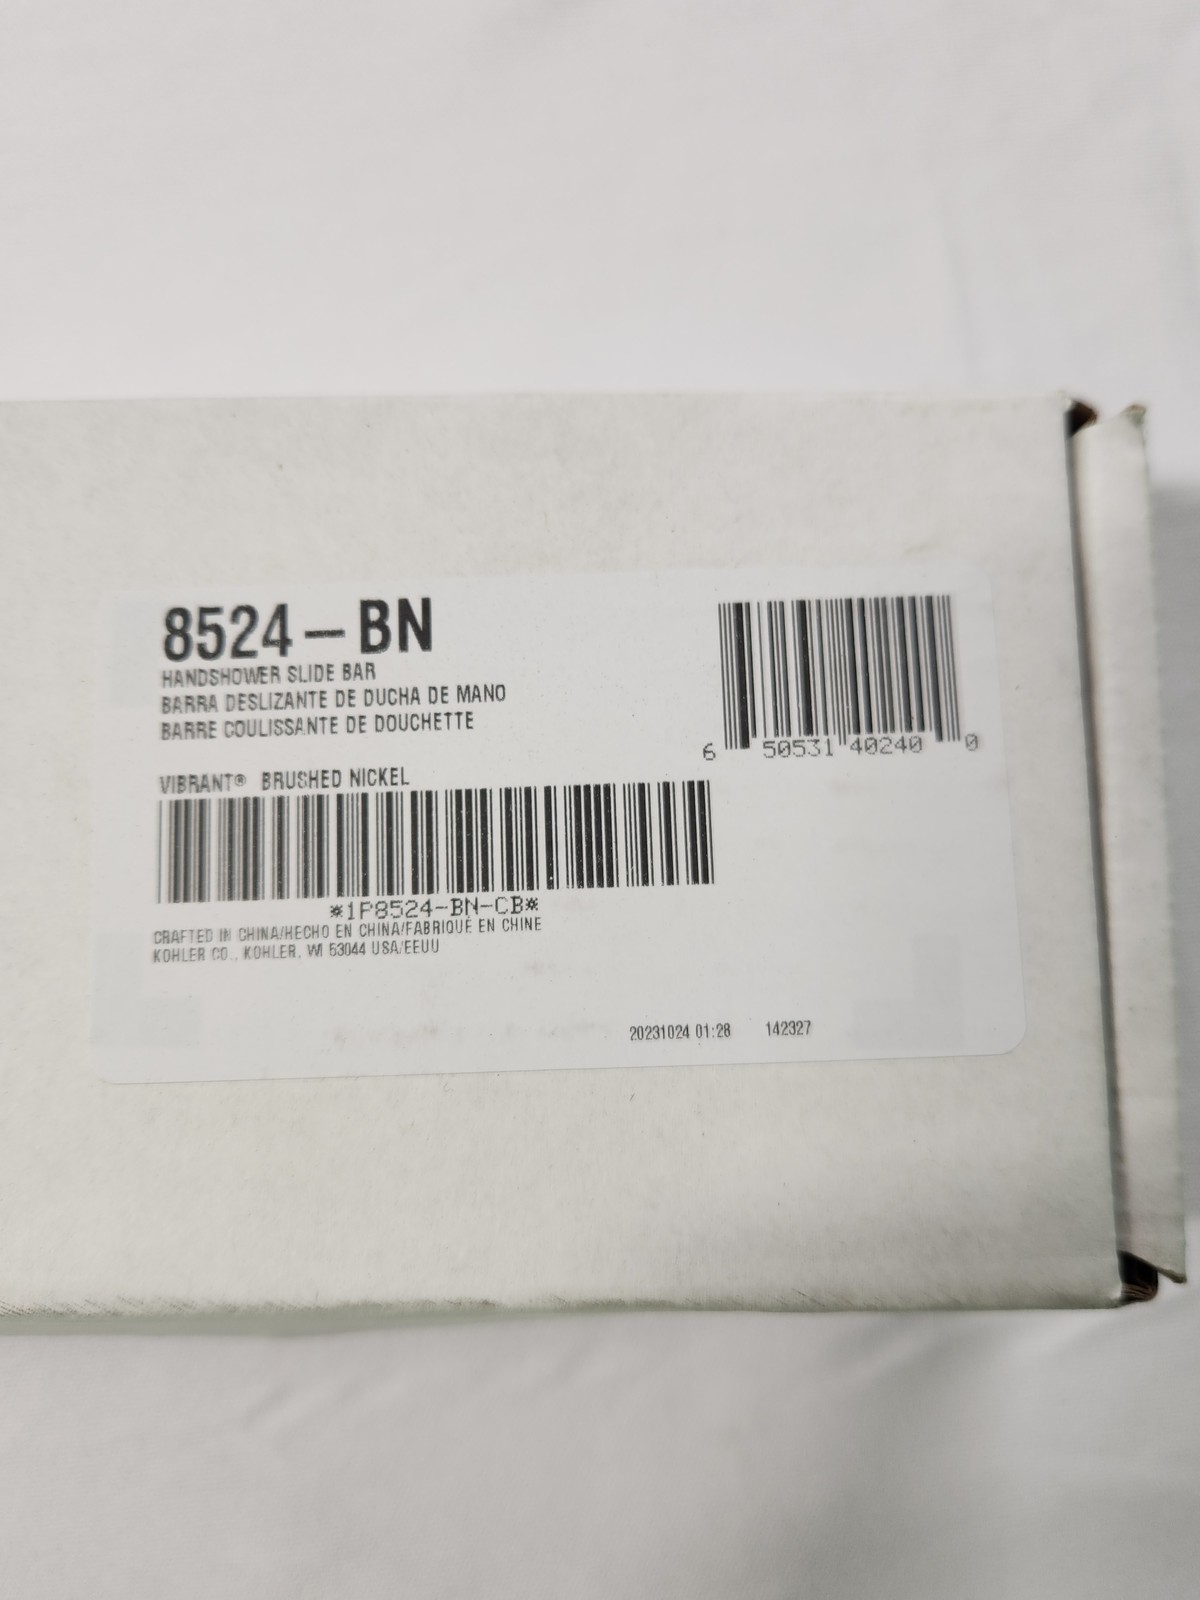 8524-BN
HANDSHOWER SLIDE BAR
BARRA DESLIZANTE DE DUCHA DE MANO
BARRE COULISSANTE DE DOUCHETTE
VIBRANT® BRUSHED NICKEL
6 50531 40240 0
*1P8524-BN-CB*
CRAFTED IN CHINA/HECHO EN CHINA/FABRIQUÉ EN CHINE
KOHLER CO., KOHLER, WI 53044 USA/EEUU
20231024 01:28 142327